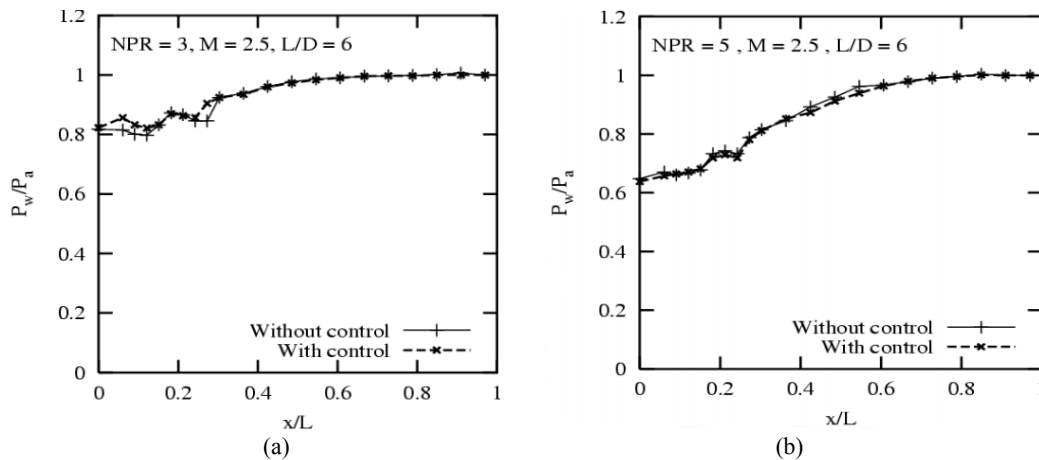 1.2
1
0.8
0.6
0.4
0.2
0
P_w/P_a
NPR = 3, M = 2.5, L/D = 6
Without control
With control
0 0.2 0.4 0.6 0.8 1
x/L
(a)
1.2
1
0.8
0.6
0.4
0.2
0
P_w/P_a
NPR = 5 , M = 2.5 , L/D = 6
Without control
With control
0 0.2 0.4 0.6 0.8 1
x/L
(b)